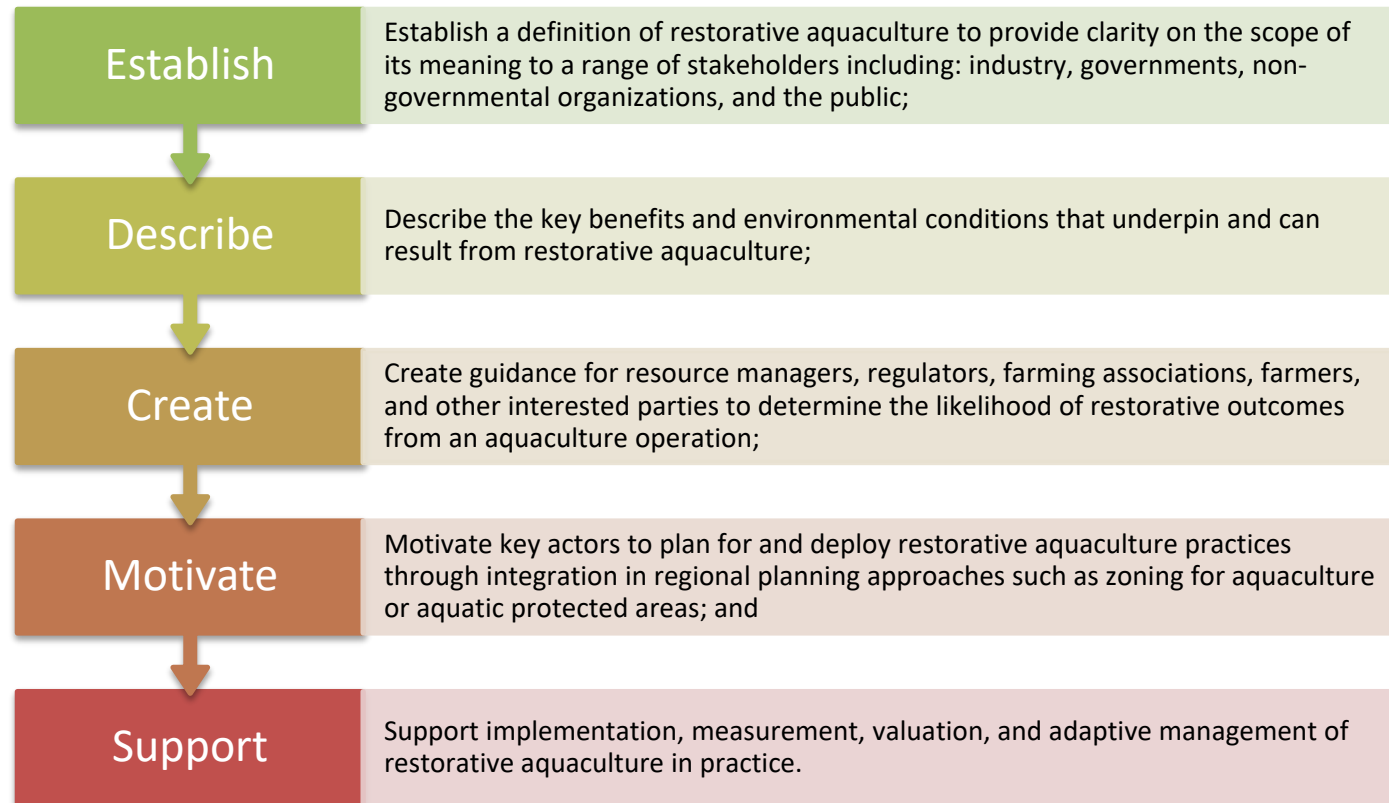 Establish
Establish a definition of restorative aquaculture to provide clarity on the scope of
its meaning to a range of stakeholders including: industry, governments, non-
governmental organizations, and the public;
Describe
Describe the key benefits and environmental conditions that underpin and can
result from restorative aquaculture;
Create
Create guidance for resource managers, regulators, farming associations, farmers,
and other interested parties to determine the likelihood of restorative outcomes
from an aquaculture operation;
Motivate
Motivate key actors to plan for and deploy restorative aquaculture practices
through integration in regional planning approaches such as zoning for aquaculture
or aquatic protected areas; and
Support
Support implementation, measurement, valuation, and adaptive management of
restorative aquaculture in practice.